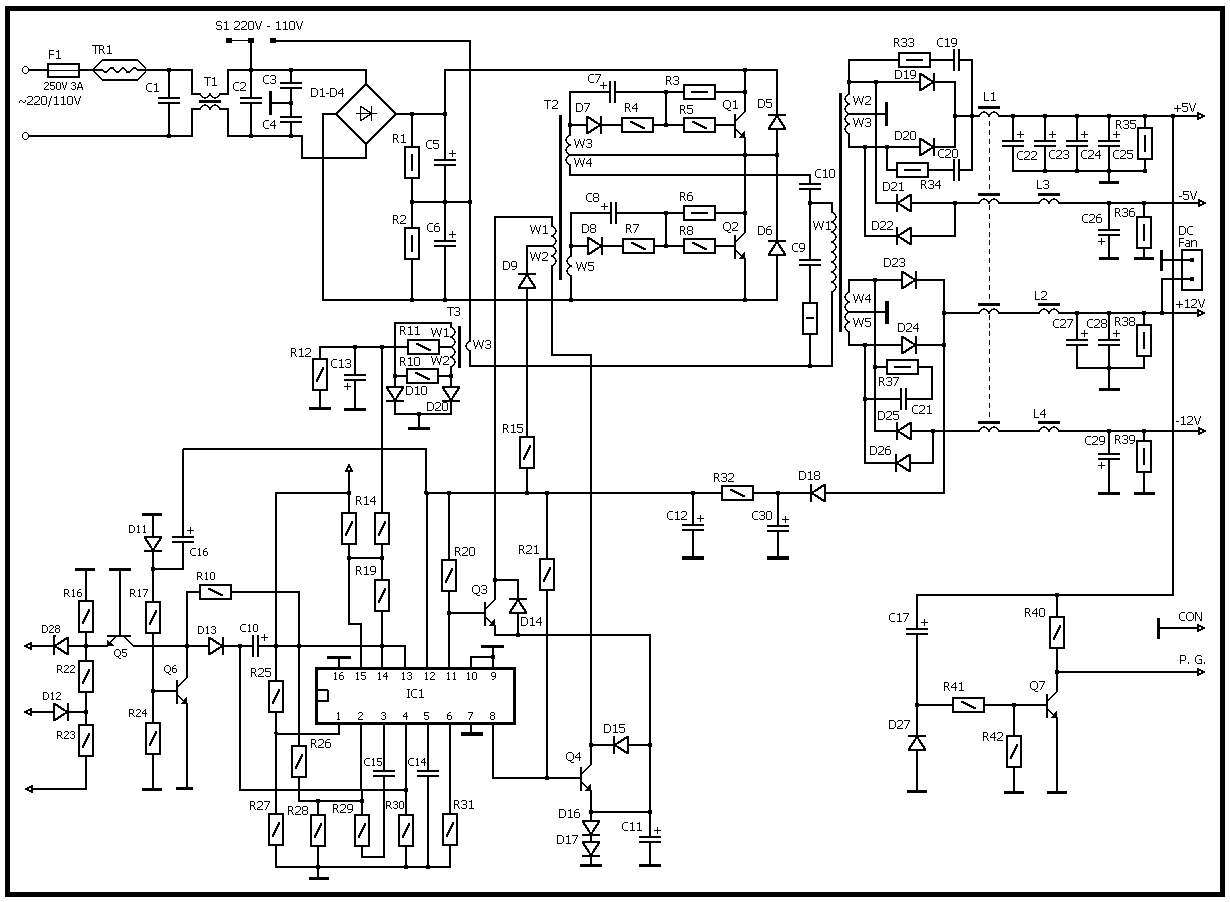 S1 220V - 110V
F1
TR1
250V 3A
~220/110V
C1
T1
C2
C3
C4
D1-D4
R1
C5
R2
C6
T2
C7
R3
D7
R4
R5
Q1
D5
W3
W4
C8
R6
D8
R7
R8
Q2
D6
W1
W2
W5
D9
C10
W1
C9
R33
C19
D19
W2
W3
D20
C20
R34
D21
D22
L1
+5V
C22
C23
C24
C25
R35
L3
-5V
C26
R36
DC
Fan
D23
W4
W5
D24
L2
+12V
C27
C28
R38
R37
C21
D25
D26
L4
-12V
C29
R39
T3
R11
W1
W2
W3
R10
D10
D20
R12
C13
R15
R32
D18
C12
C30
D11
C16
R14
R19
R20
R21
Q3
D14
R16
R17
R10
D28
Q5
D13
C10
Q6
R22
R25
D12
R24
R23
16
15
14
13
12
11
10
9
IC1
1
2
3
4
5
6
7
8
R26
C15
C14
R27
R28
R29
R30
R31
D15
Q4
D16
D17
C11
C17
R40
CON
P. G.
R41
Q7
D27
R42